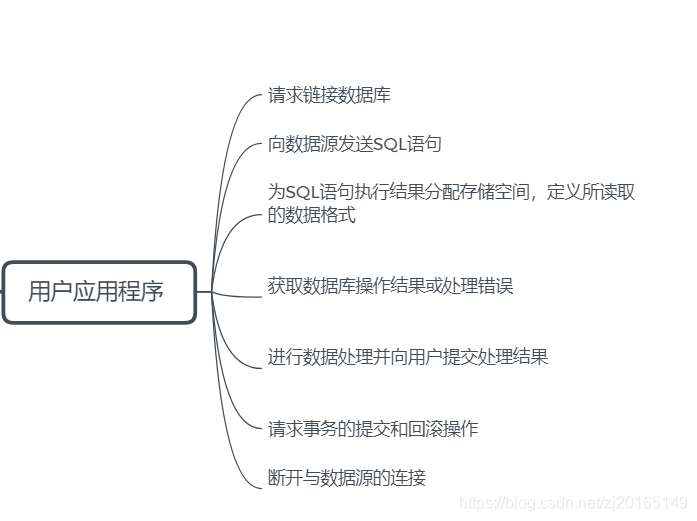 请求链接数据库
向数据源发送SQL语句
为SQL语句执行结果分配存储空间，定义所读取
的数据格式
用户应用程序
获取数据库操作结果或处理错误
进行数据处理并向用户提交处理结果
请求事务的提交和回滚操作
断开与数据源的连接
https://blog.csdn.net/zj20165149